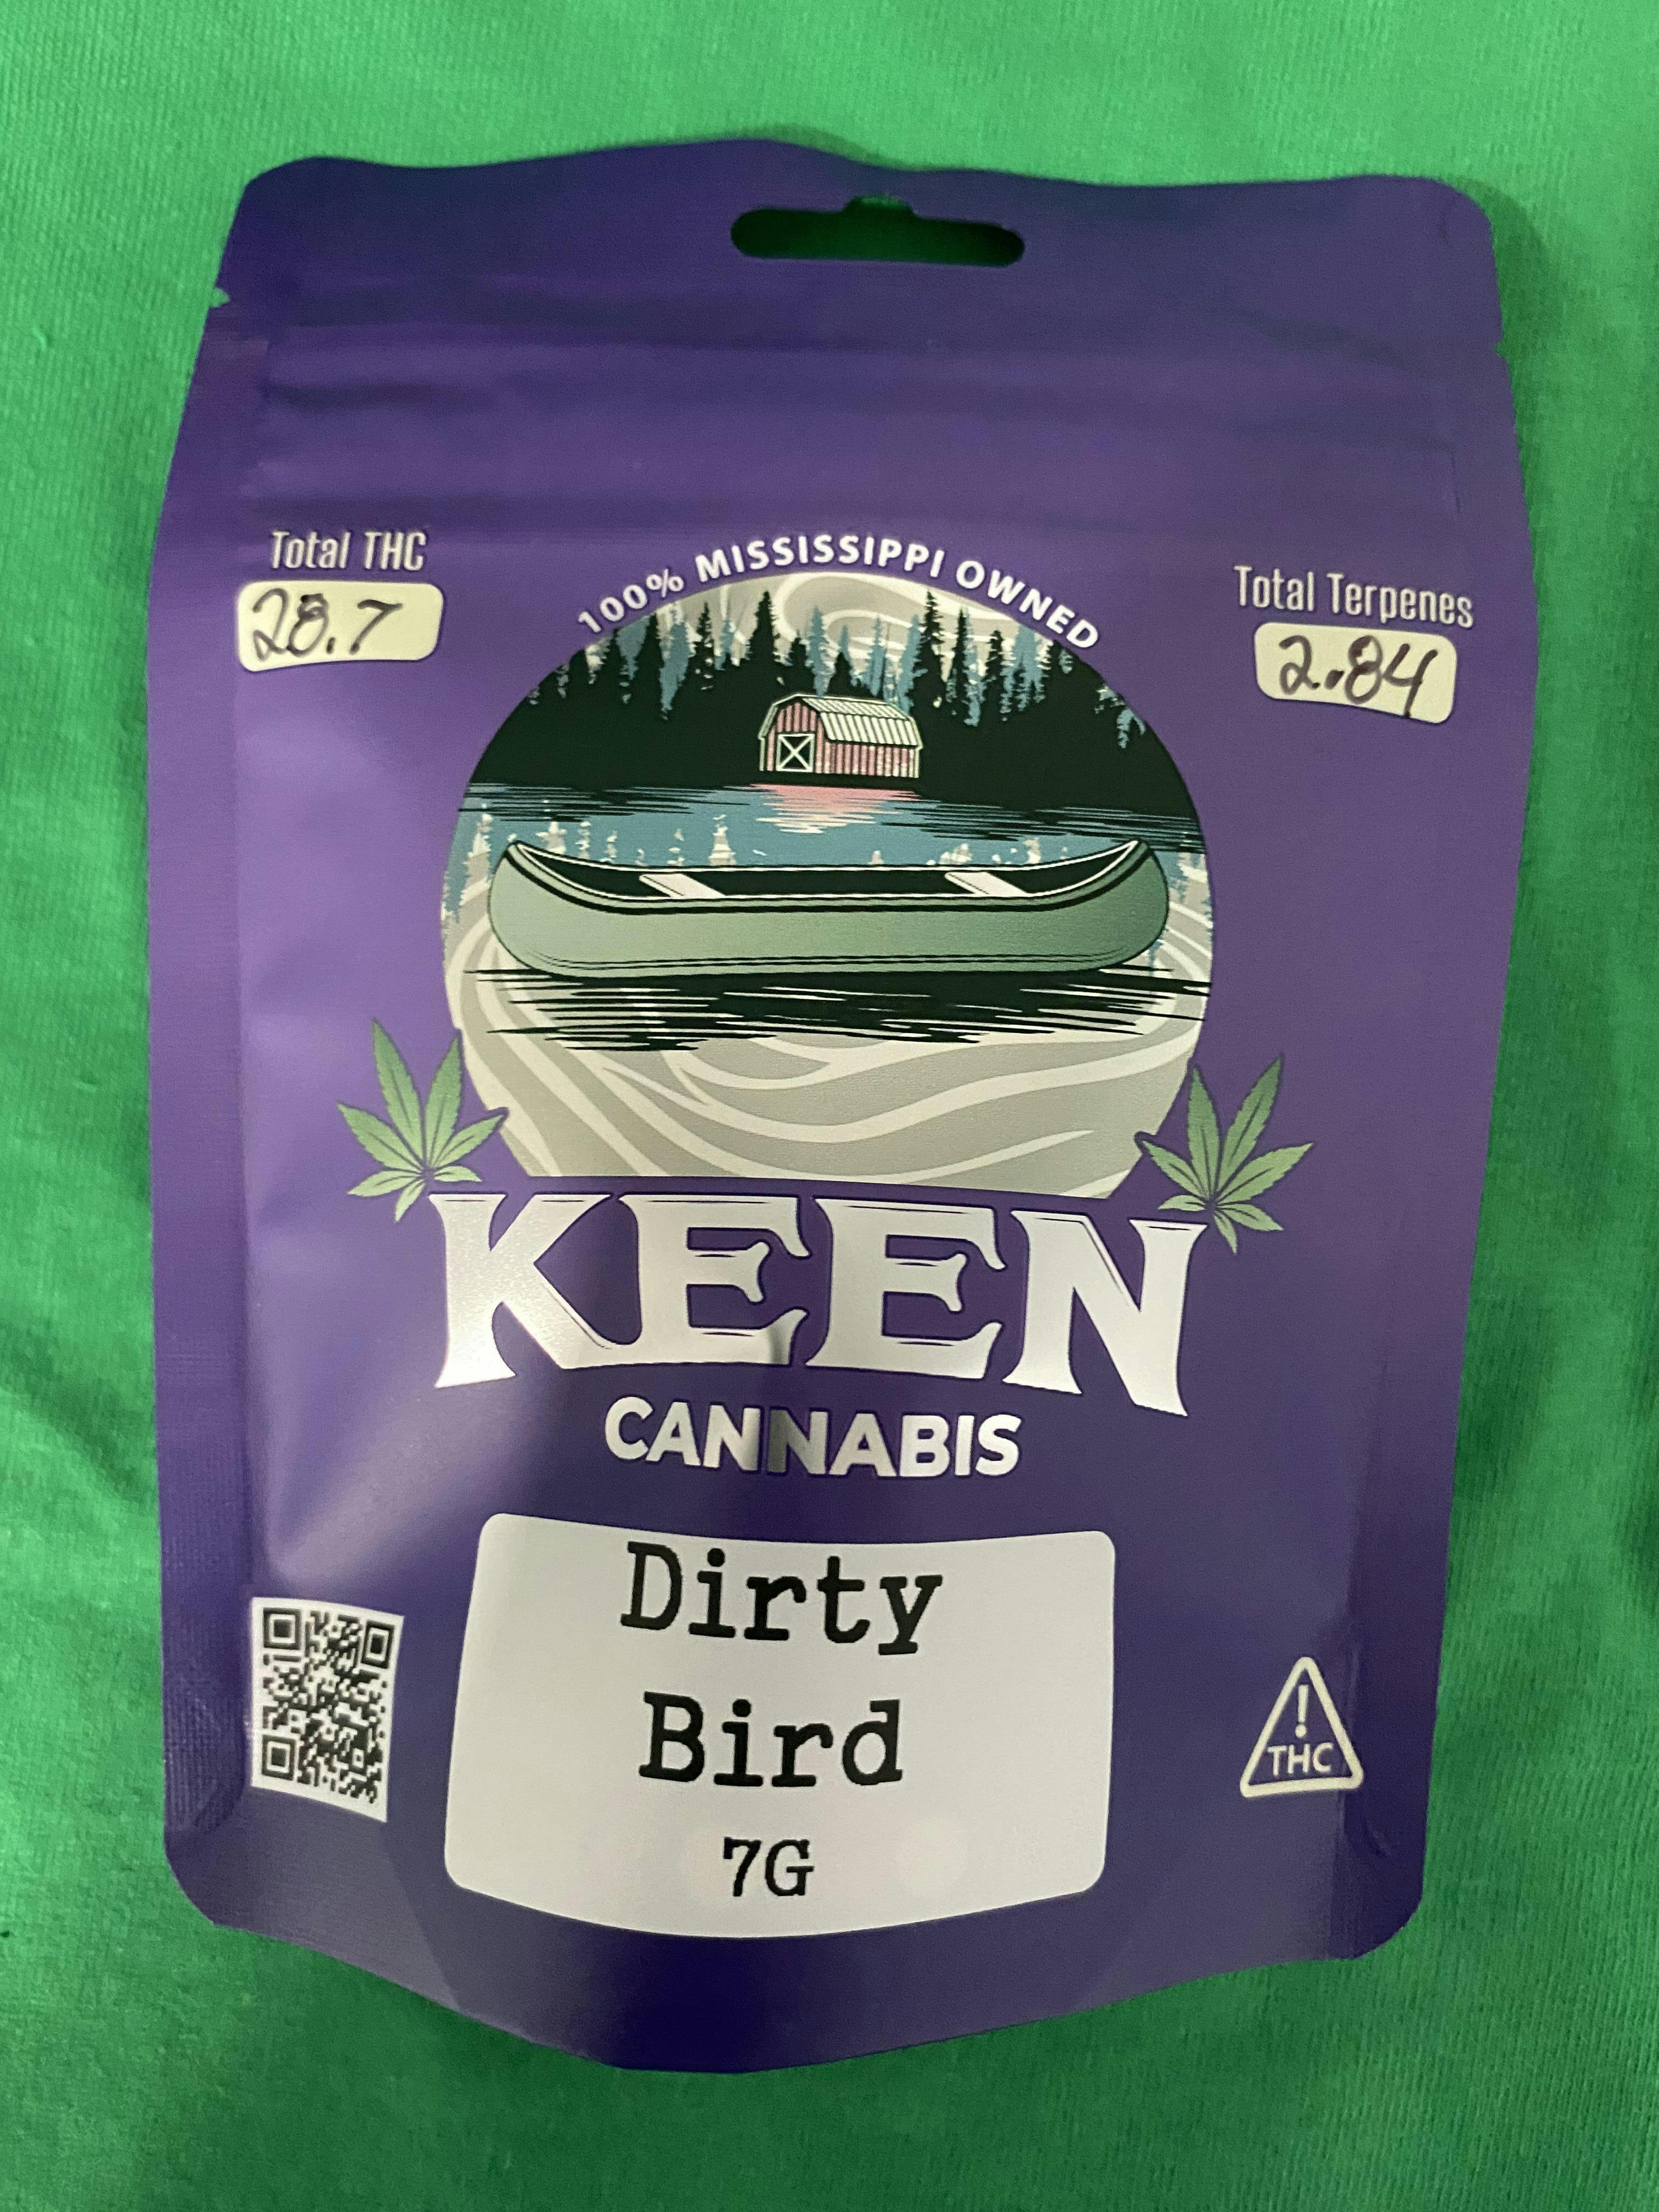 Total THC
28.7
100% MISSISSIPPI OWNED
Total Terpenes
2.84
KEEN
CANNABIS
Dirty
Bird
7G
!
THC